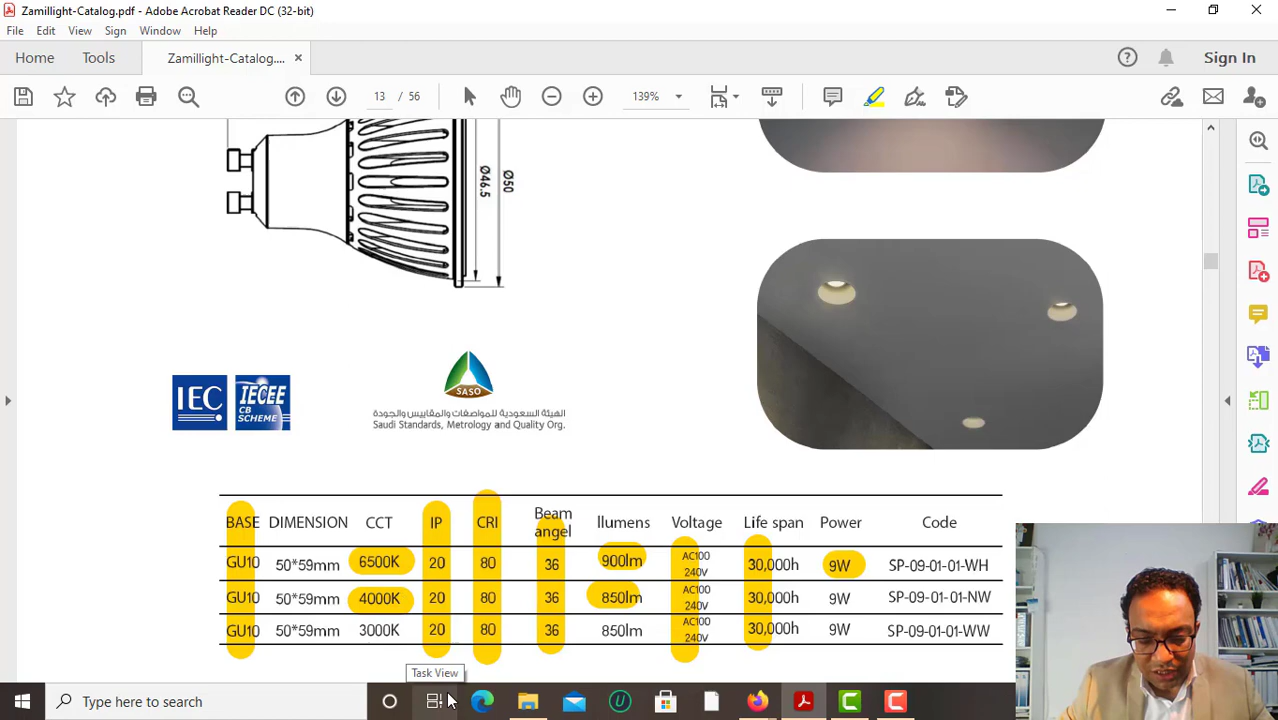 Zamillight-Catalog.pdf - Adobe Acrobat Reader DC (32-bit)
File Edit View Sign Window Help
Home Tools Zamillight-Catalog.... ×
Sign In
13 / 56 139%
Ø46.5
Ø50
IEC
IECEE
CB
SCHEME
SASO
الهيئة السعودية للمواصفات والمقاييس والجودة
Saudi Standards, Metrology and Quality Org.
BASE DIMENSION CCT IP CRI Beam angel llumens Voltage Life span Power Code
GU10 50*59mm 6500K 20 80 36 900lm AC100 240V 30,000h 9W SP-09-01-01-WH
GU10 50*59mm 4000K 20 80 36 850lm AC100 240V 30,000h 9W SP-09-01-01-NW
GU10 50*59mm 3000K 20 80 36 850lm AC100 240V 30,000h 9W SP-09-01-01-WW
Task View
Type here to search